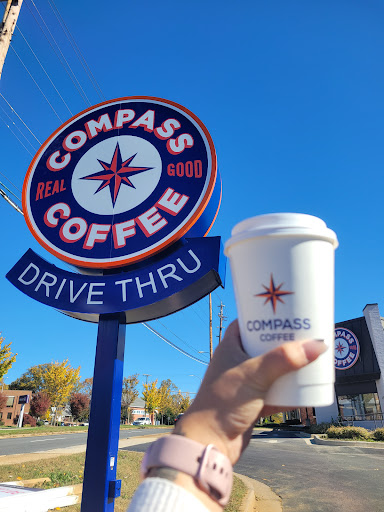 COMPASS
REAL GOOD
COFFEE
DRIVE THRU
COMPASS
COFFEE